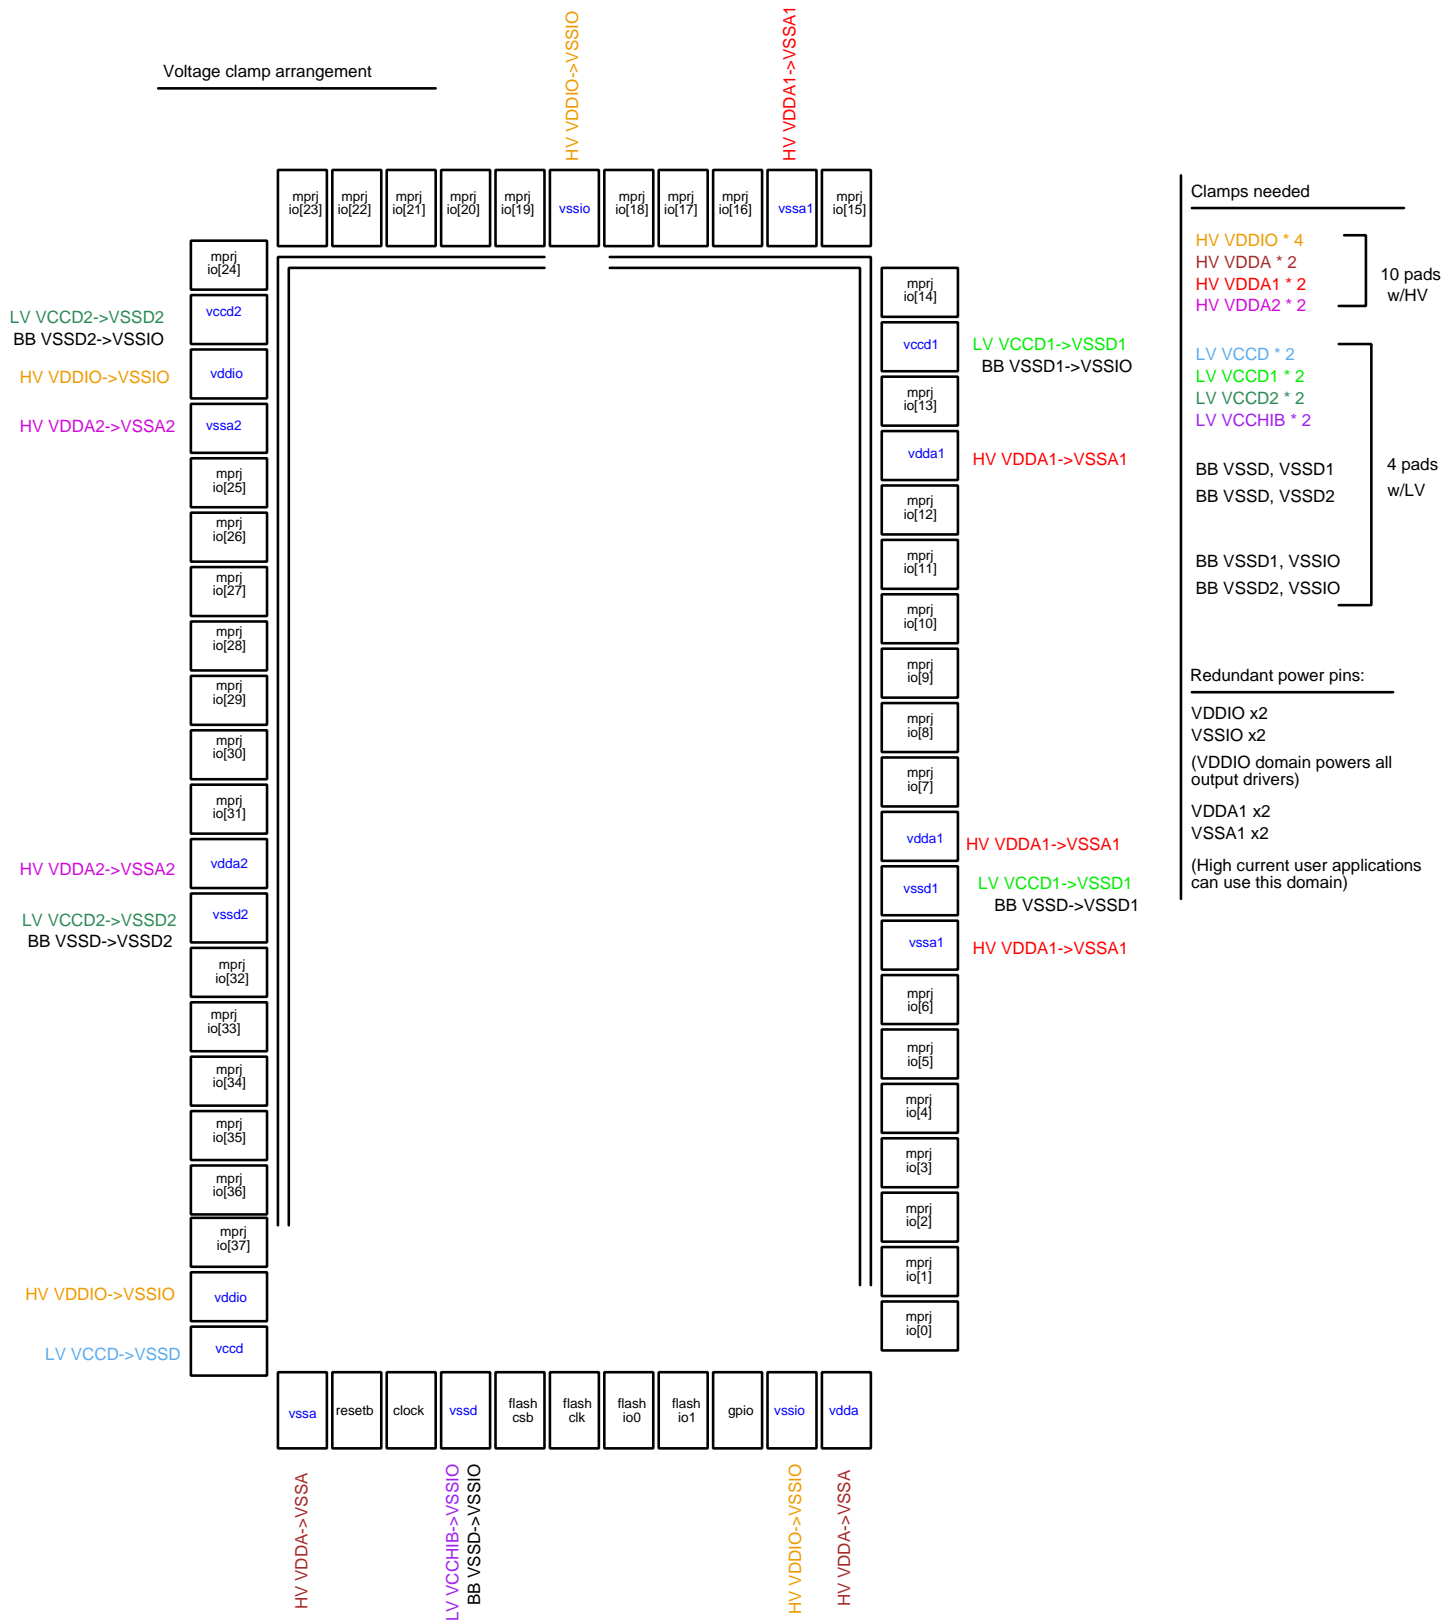 Voltage clamp arrangement
HV VDDIO->VSSIO
HV VDDA1->VSSA1
mprj
io[23]
mprj
io[22]
mprj
io[21]
mprj
io[20]
mprj
io[19]
vssio
mprj
io[18]
mprj
io[17]
mprj
io[16]
vssa1
mprj
io[15]
mprj
io[24]
LV VCCD2->VSSD2
BB VSSD2->VSSIO
vccd2
HV VDDIO->VSSIO
vddio
HV VDDA2->VSSA2
vssa2
mprj
io[25]
mprj
io[26]
mprj
io[27]
mprj
io[28]
mprj
io[29]
mprj
io[30]
mprj
io[31]
HV VDDA2->VSSA2
vdda2
LV VCCD2->VSSD2
BB VSSD->VSSD2
vssd2
mprj
io[32]
mprj
io[33]
mprj
io[34]
mprj
io[35]
mprj
io[36]
mprj
io[37]
HV VDDIO->VSSIO
vddio
LV VCCD->VSSD
vccd
mprj
io[14]
vccd1
LV VCCD1->VSSD1
BB VSSD1->VSSIO
mprj
io[13]
vdda1
HV VDDA1->VSSA1
mprj
io[12]
mprj
io[11]
mprj
io[10]
mprj
io[9]
mprj
io[8]
mprj
io[7]
vdda1
HV VDDA1->VSSA1
vssd1
LV VCCD1->VSSD1
BB VSSD->VSSD1
vssa1
HV VDDA1->VSSA1
mprj
io[6]
mprj
io[5]
mprj
io[4]
mprj
io[3]
mprj
io[2]
mprj
io[1]
mprj
io[0]
vssa
resetb
clock
vssd
flash
csb
flash
clk
flash
io0
flash
io1
gpio
vssio
vdda
HV VDDA->VSSA
LV VCCHIB->VSSIO
BB VSSD->VSSIO
HV VDDIO->VSSIO
HV VDDA->VSSA
Clamps needed
HV VDDIO * 4
HV VDDA * 2
HV VDDA1 * 2
HV VDDA2 * 2
10 pads
w/HV
LV VCCD * 2
LV VCCD1 * 2
LV VCCD2 * 2
LV VCCHIB * 2
BB VSSD, VSSD1
BB VSSD, VSSD2
BB VSSD1, VSSIO
BB VSSD2, VSSIO
4 pads
w/LV
Redundant power pins:
VDDIO x2
VSSIO x2
(VDDIO domain powers all
output drivers)
VDDA1 x2
VSSA1 x2
(High current user applications
can use this domain)